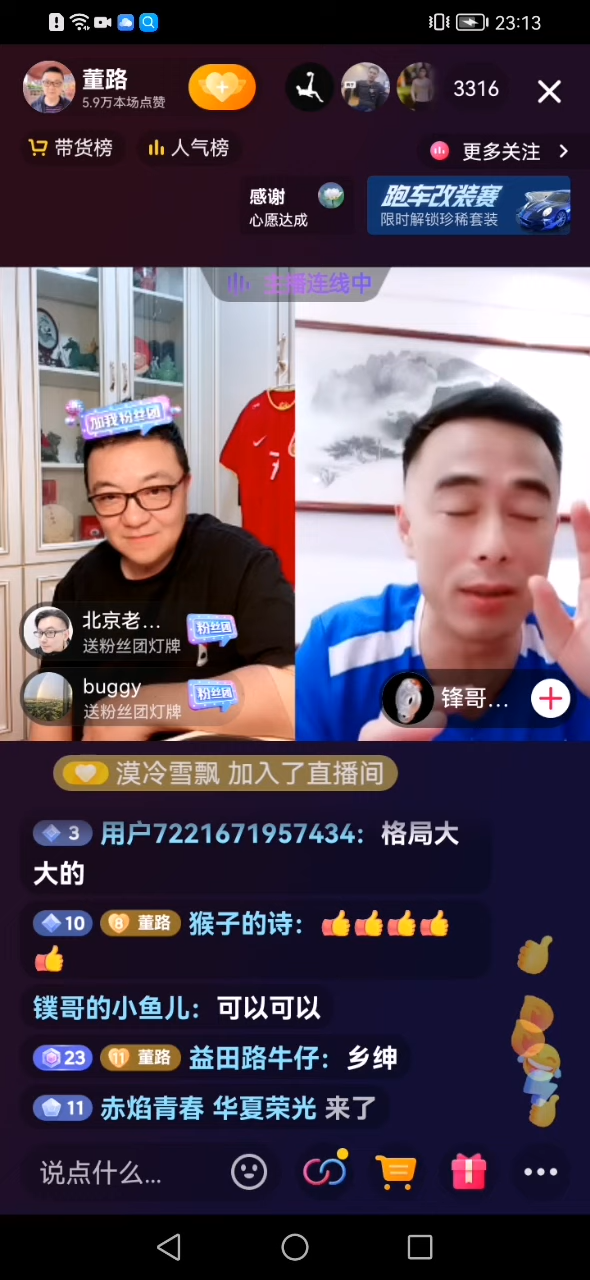 23:13
董路
5.9万本场点赞
3316
带货榜
人气榜
更多关注
感谢
心愿达成
跑车改装赛
限时解锁珍稀套装
主播连线中
加我粉丝团
7
北京老...
送粉丝团灯牌
粉丝团
buggy
送粉丝团灯牌
粉丝团
锋哥...
漠冷雪飘 加入了直播间
3 用户7221671957434：格局大
大的
10 8 董路 猴子的诗：👍👍👍👍
👍
镤哥的小鱼儿：可以可以
23 11 董路 益田路牛仔：乡绅
11 赤焰青春 华夏荣光 来了
说点什么...